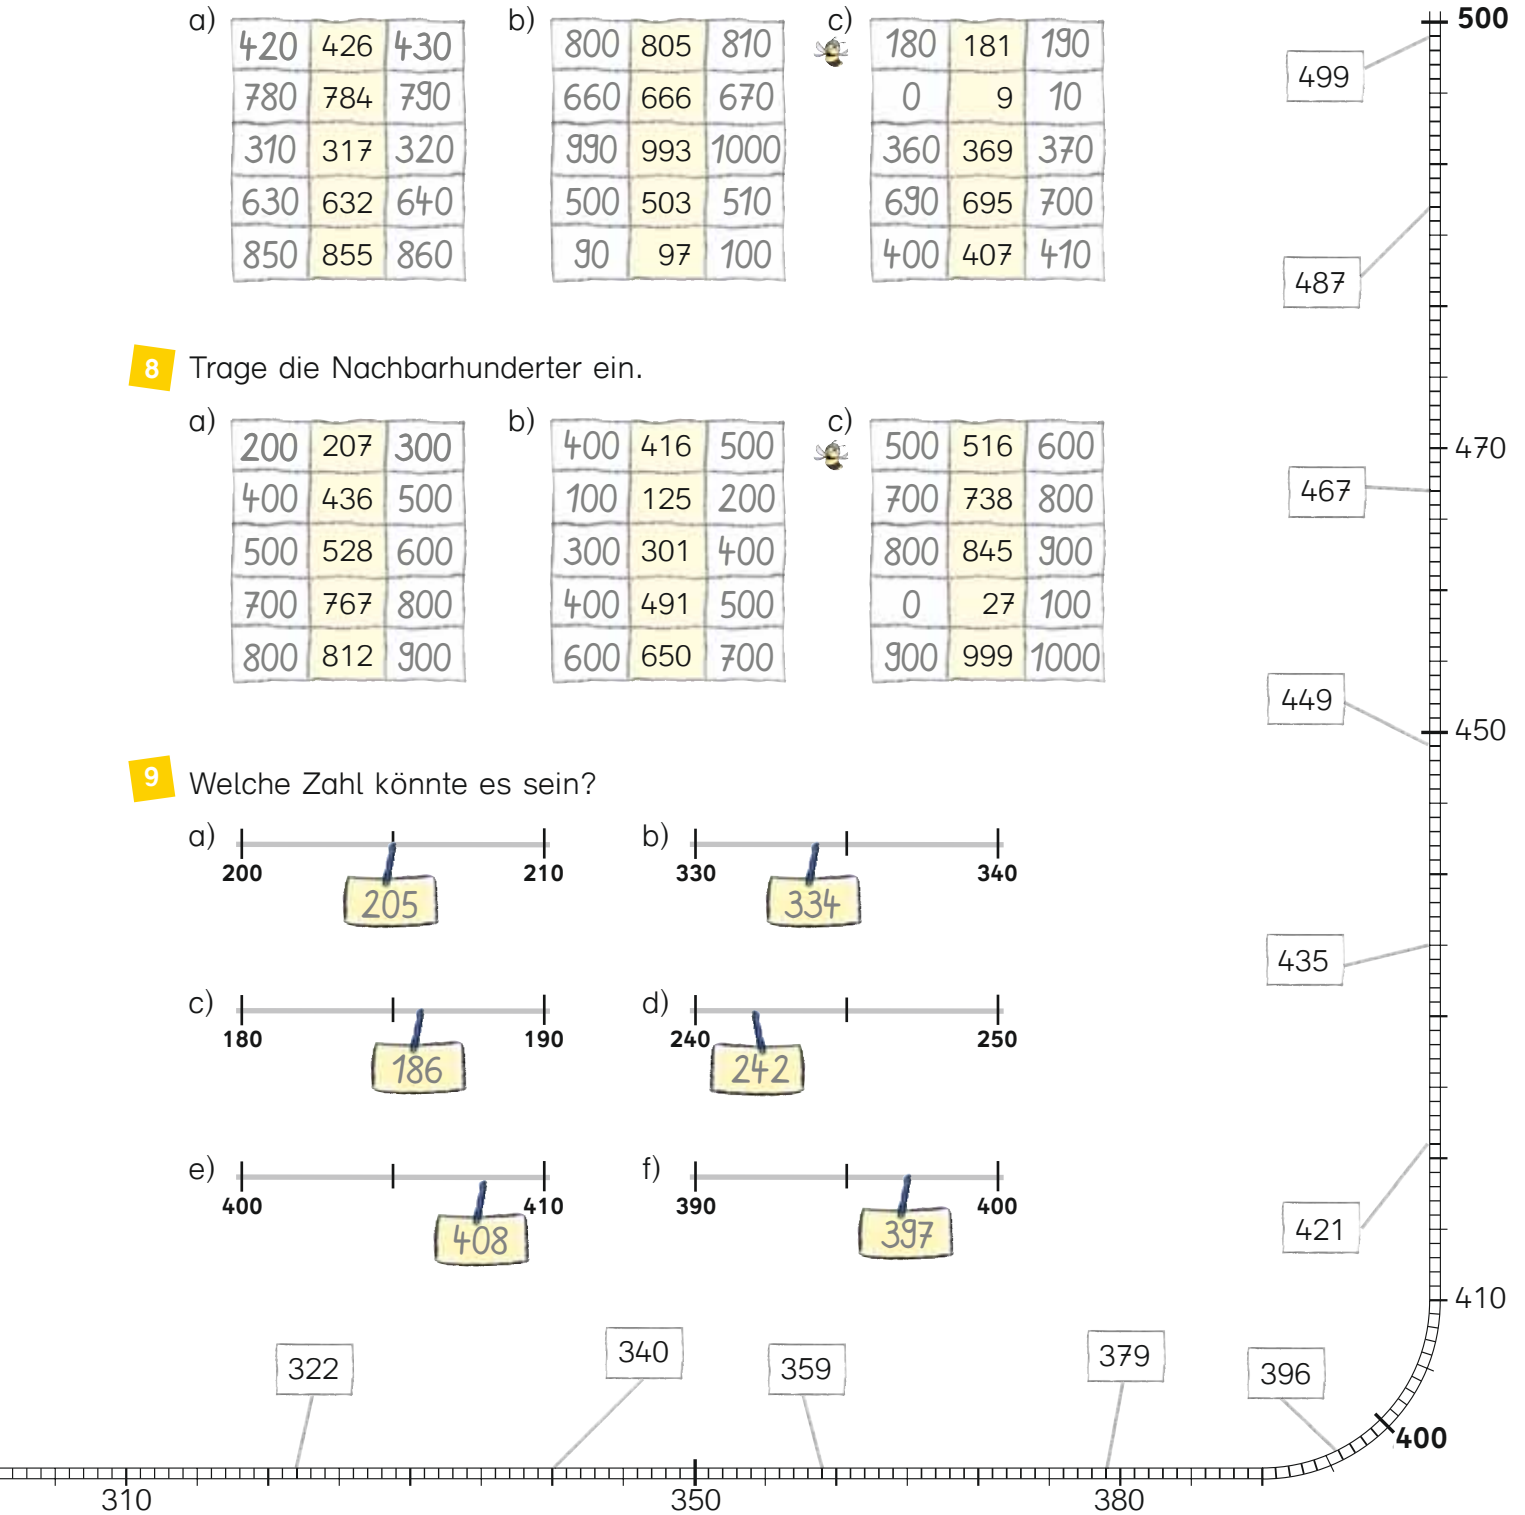 a) b) c) 500
420 426 430 800 805 810 180 181 190
499
780 784 790 660 666 670 0 9 10
310 317 320 990 993 1000 360 369 370
630 632 640 500 503 510 690 695 700
850 855 860 90 97 100 400 407 410
487
8 Trage die Nachbarhunderter ein.
a) b) c)
200 207 300 400 416 500 500 516 600
470
400 436 500 100 125 200 700 738 800
467
500 528 600 300 301 400 800 845 900
700 767 800 400 491 500 0 27 100
800 812 900 600 650 700 900 999 1000
449
450
9 Welche Zahl könnte es sein?
a) b)
200 210 330 340
205 334
435
c) d)
180 190 240 250
186 242
e) f)
400 410 390 400
408 397
421
410
322 340 359 379 396
400
310 350 380